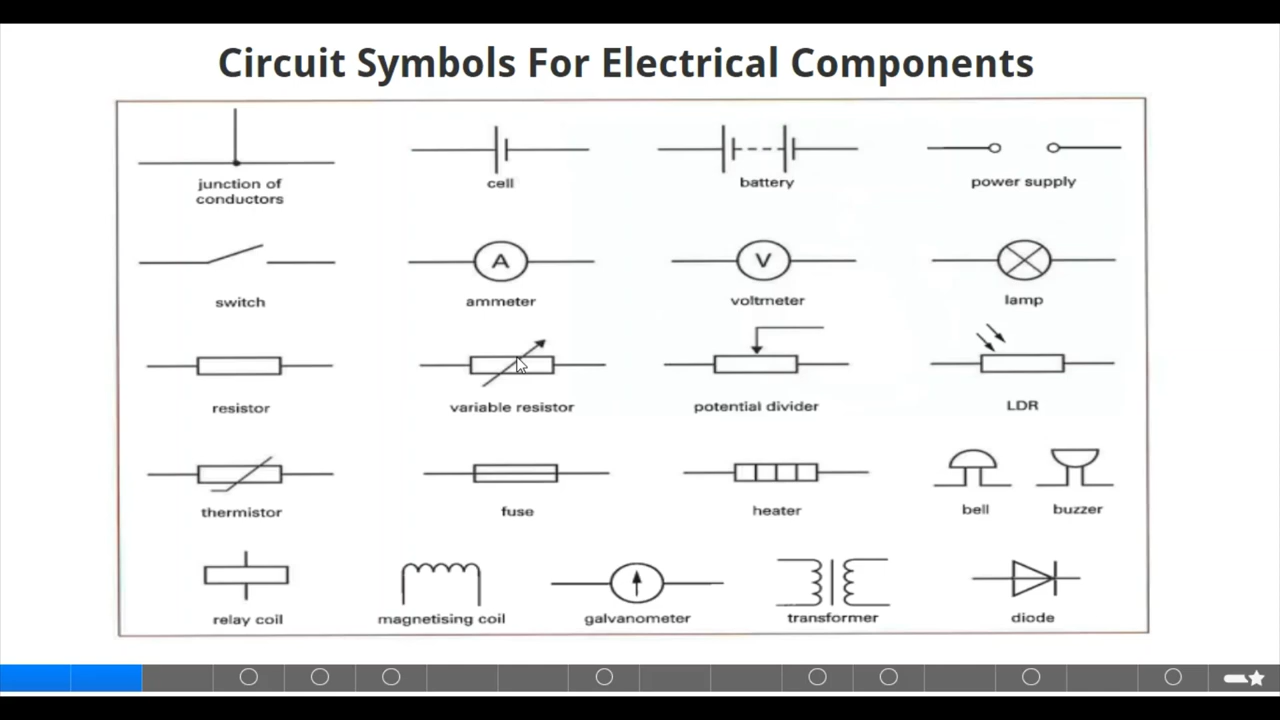 Circuit Symbols For Electrical Components
junction of
conductors
cell
battery
power supply
A
V
switch
ammeter
voltmeter
lamp
resistor
variable resistor
potential divider
LDR
thermistor
fuse
heater
bell
buzzer
relay coil
magnetising coil
galvanometer
transformer
diode